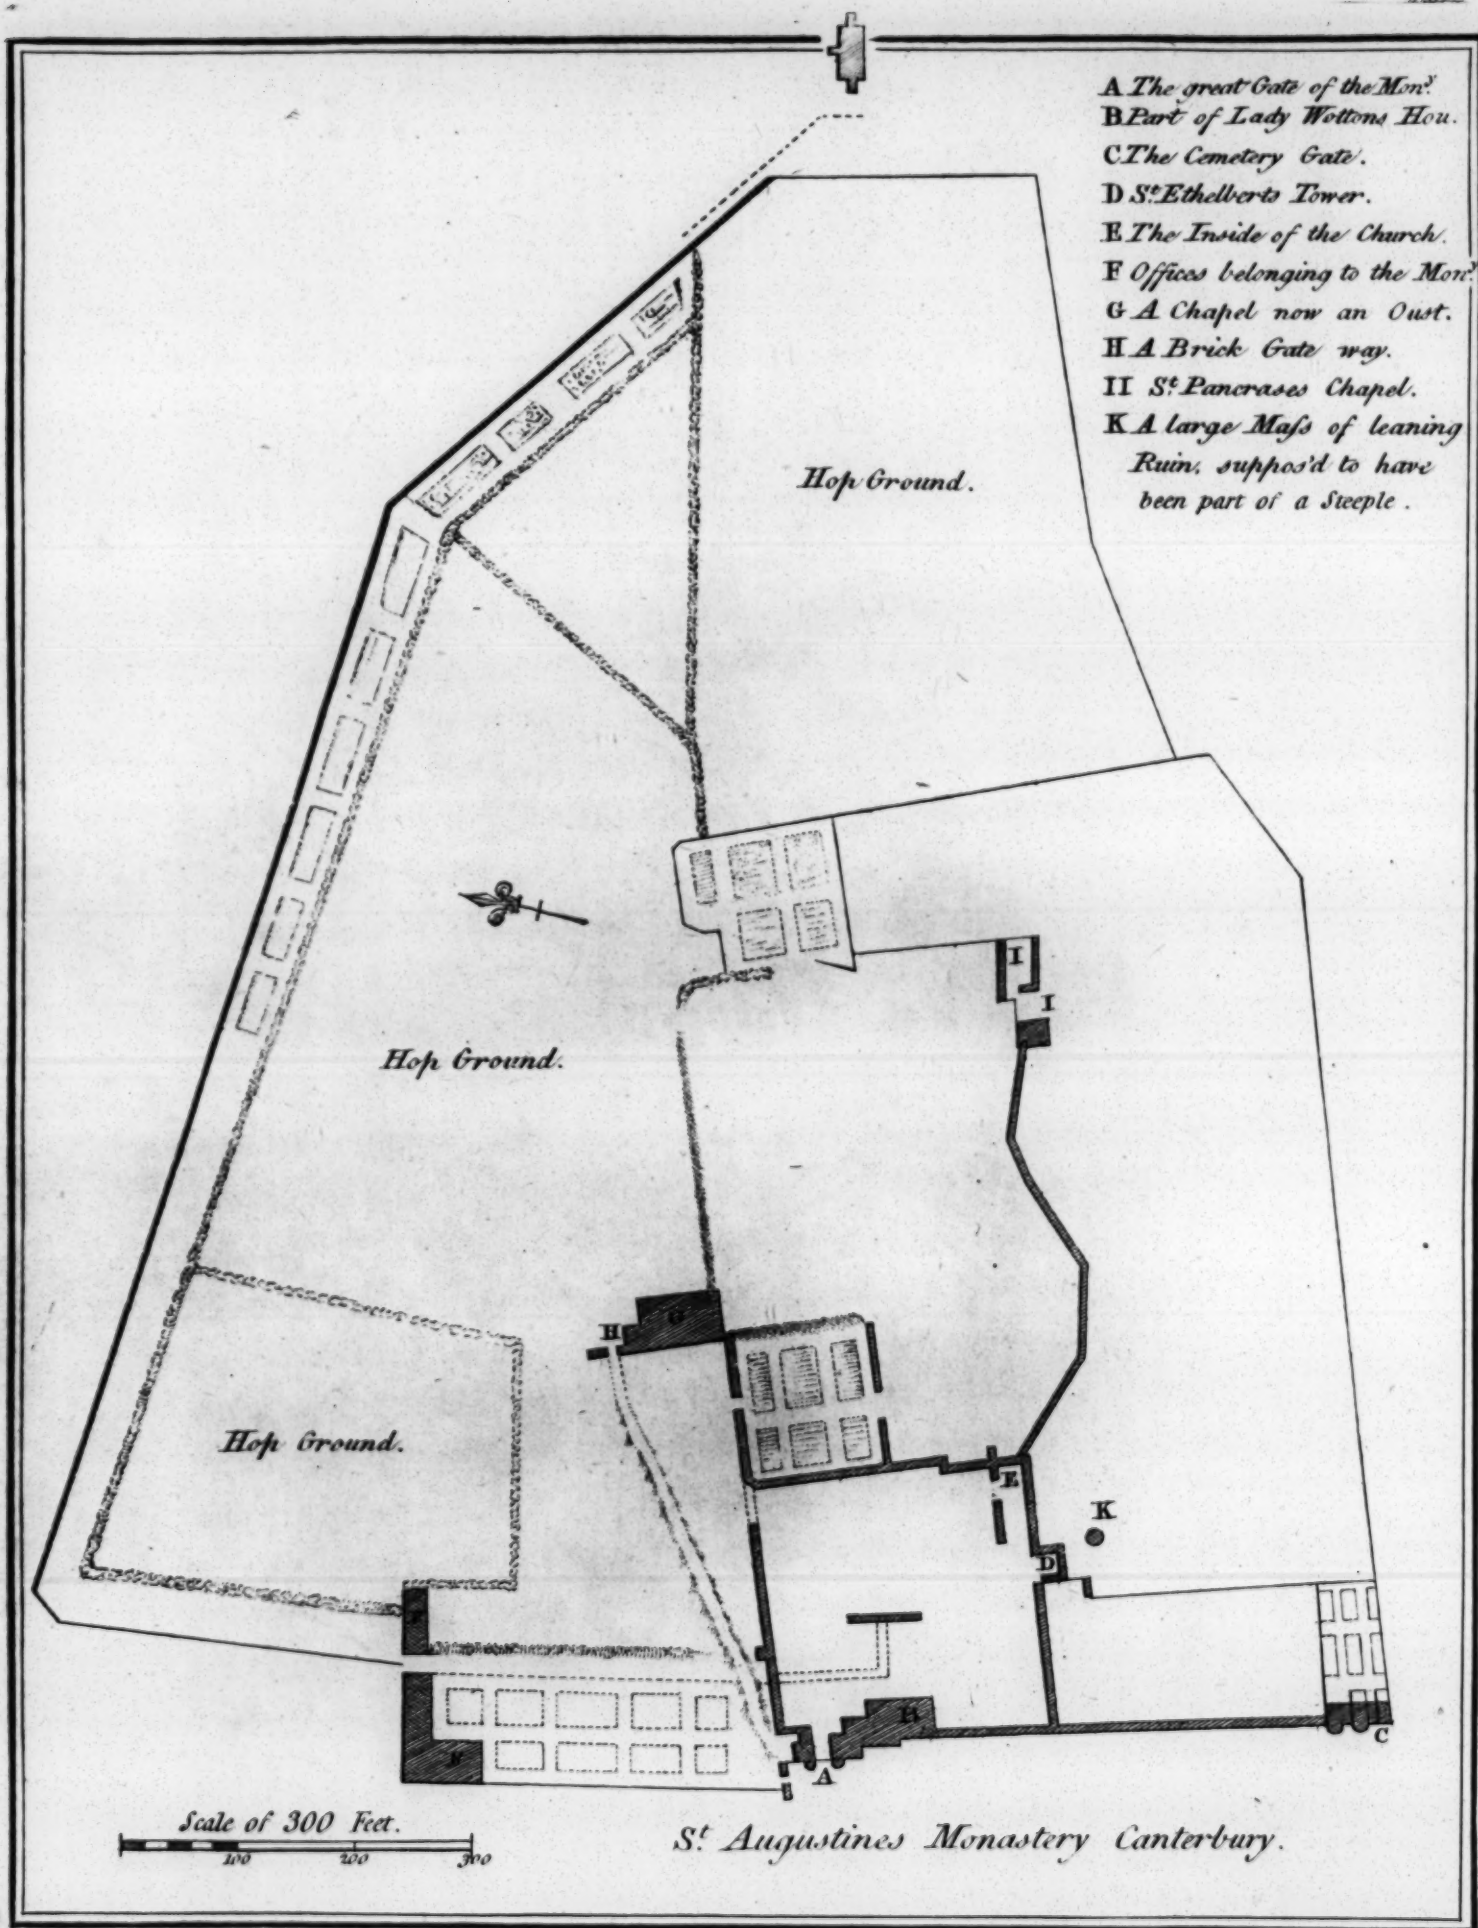 A The great Gate of the Mon.y
B Part of Lady Wottons Hou.
C The Cemetery Gate.
D S.t Ethelberts Tower.
E The Inside of the Church.
F Offices belonging to the Mon.y
G A Chapel now an Oust.
H A Brick Gate way.
II S.t Pancrases Chapel.
K A large Maſs of leaning
Ruin, suppos'd to have
been part of a Steeple.
Hop Ground.
I
I
Hop Ground.
H
G
Hop Ground.
E
K
D
F
B
F
C
A
Scale of 300 Feet.
100 200 300
S.t Augustines Monastery Canterbury.